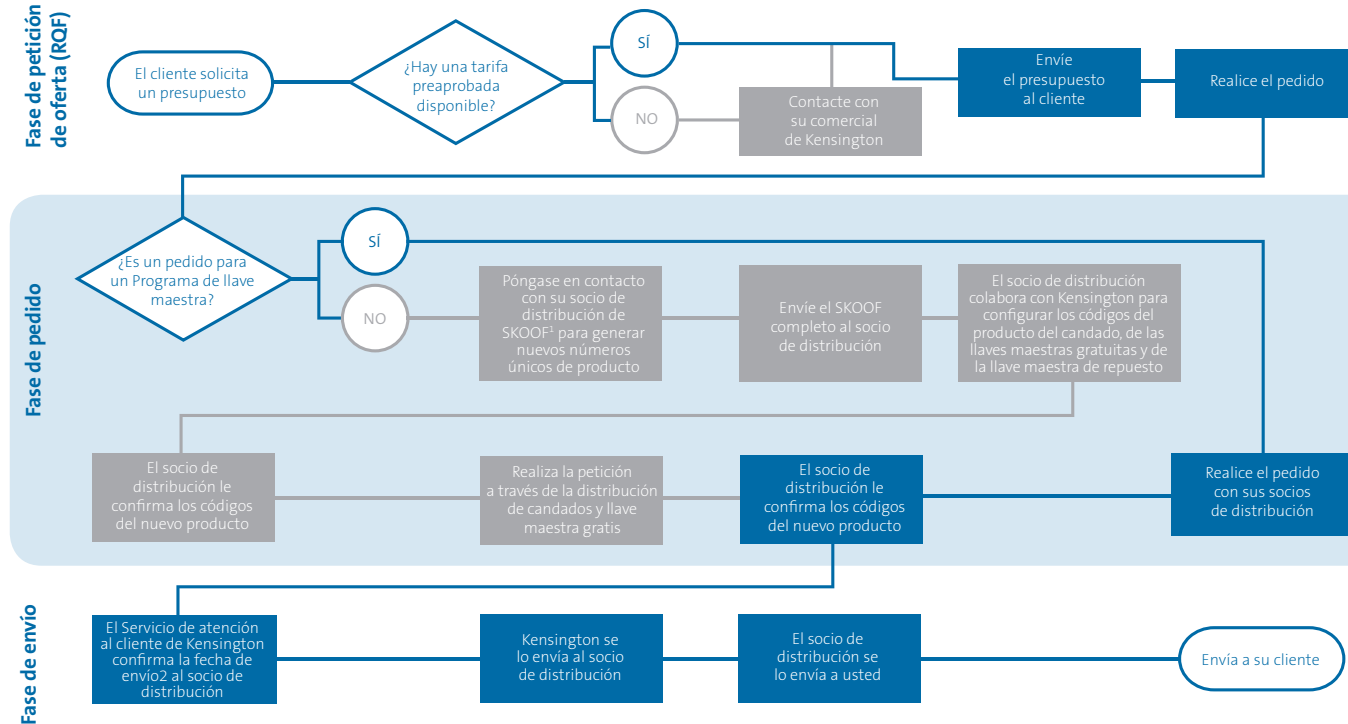 Fase de petición
de oferta (RQF)
El cliente solicita
un presupuesto
¿Hay una tarifa
preaprobada
disponible?
SÍ
NO
Contacte con
su comercial
de Kensington
Envíe
el presupuesto
al cliente
Realice el pedido
Fase de pedido
¿Es un pedido para
un Programa de llave
maestra?
SÍ
NO
Póngase en contacto
con su socio de
distribución de
SKOOF¹ para generar
nuevos números
únicos de producto
Envíe el SKOOF
completo al socio
de distribución
El socio de distribución
colabora con Kensington para
configurar los códigos del
producto del candado, de las
llaves maestras gratuitas y de
la llave maestra de repuesto
El socio de
distribución le
confirma los códigos
del nuevo producto
Realiza la petición
a través de la distribución
de candados y llave
maestra gratis
El socio de
distribución le
confirma los códigos
del nuevo producto
Realice el pedido
con sus socios
de distribución
Fase de envío
El Servicio de atención
al cliente de Kensington
confirma la fecha de
envío2 al socio de
distribución
Kensington se
lo envía al socio
de distribución
El socio de
distribución se
lo envía a usted
Envía a su cliente